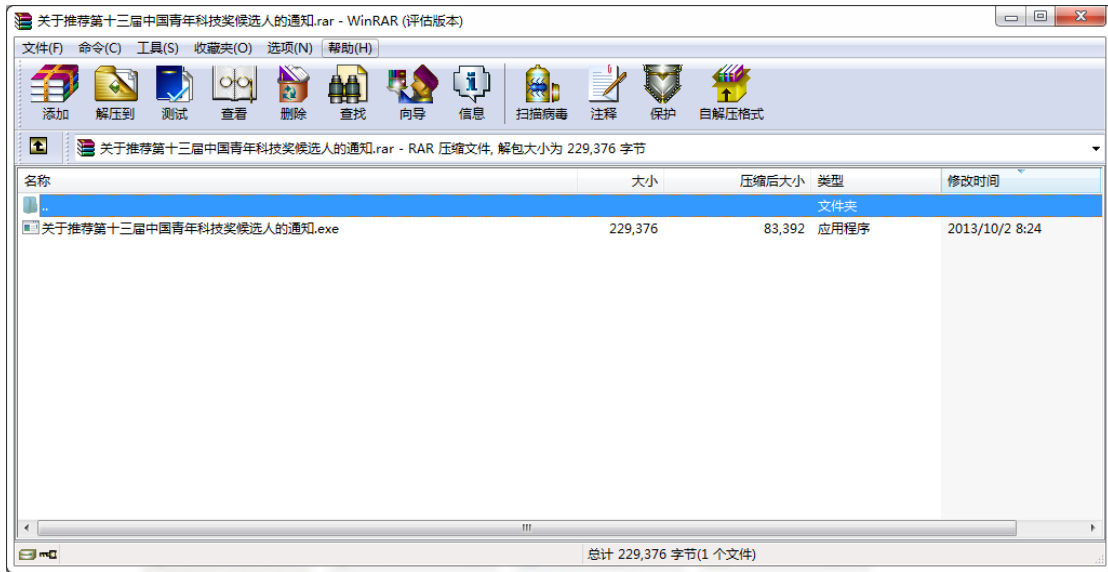 关于推荐第十三届中国青年科技奖候选人的通知.rar - WinRAR (评估版本)
文件(F) 命令(C) 工具(S) 收藏夹(O) 选项(N) 帮助(H)
添加 解压到 测试 查看 删除 查找 向导 信息 扫描病毒 注释 保护 自解压格式
关于推荐第十三届中国青年科技奖候选人的通知.rar - RAR 压缩文件, 解包大小为 229,376 字节
名称 大小 压缩后大小 类型 修改时间
.. 文件夹
关于推荐第十三届中国青年科技奖候选人的通知.exe 229,376 83,392 应用程序 2013/10/2 8:24
总计 229,376 字节(1 个文件)